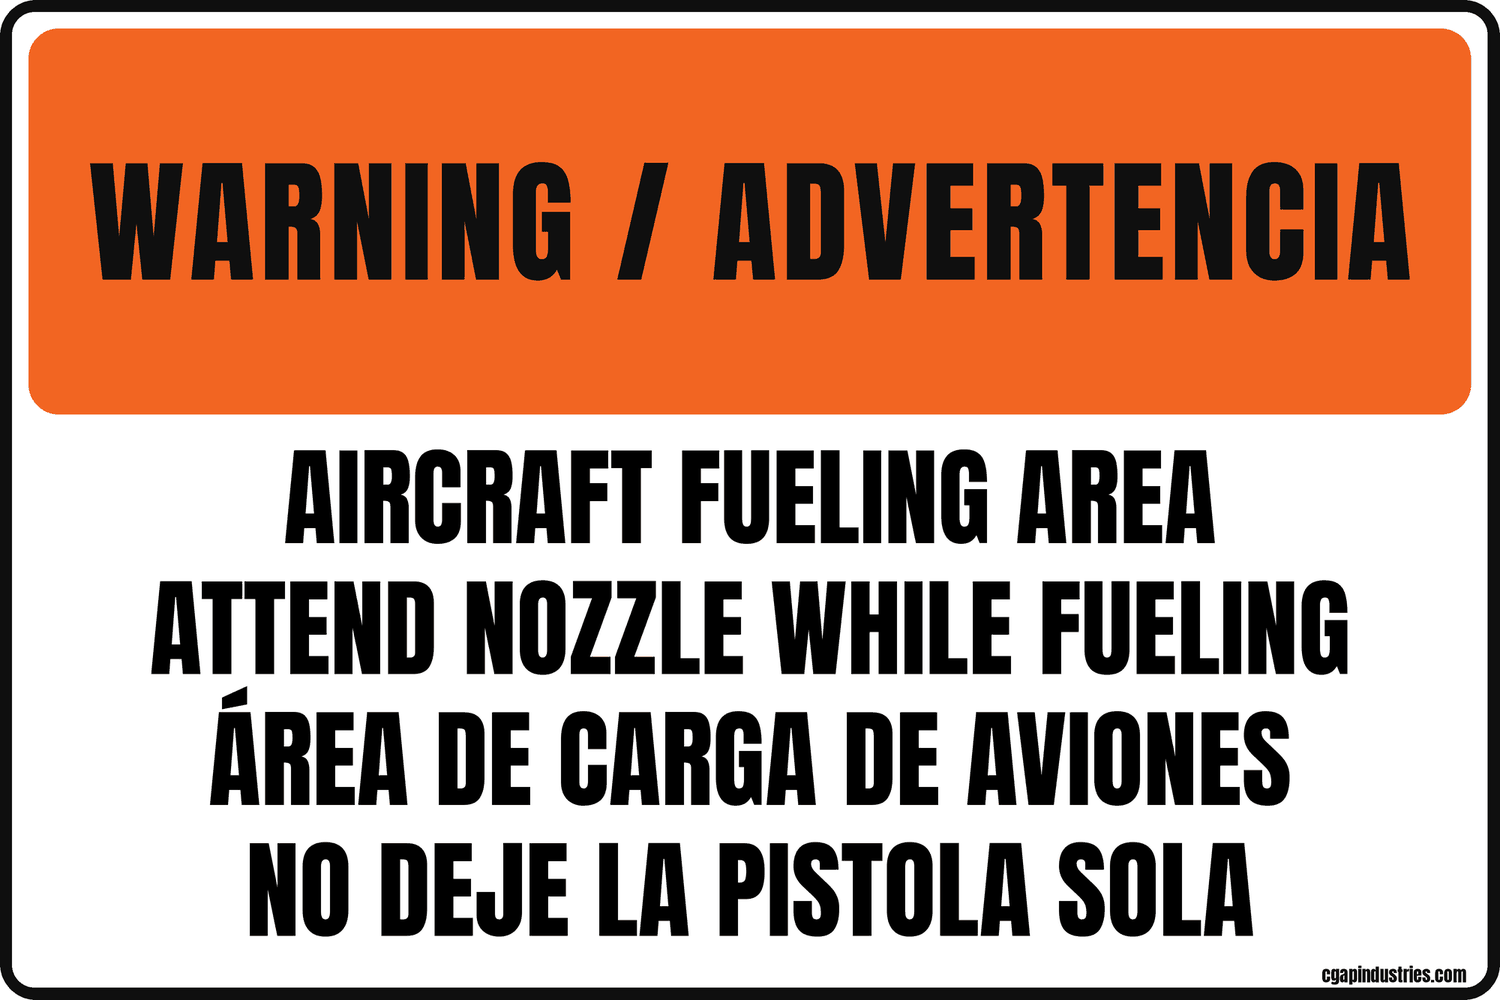 WARNING / ADVERTENCIA
AIRCRAFT FUELING AREA
ATTEND NOZZLE WHILE FUELING
ÁREA DE CARGA DE AVIONES
NO DEJE LA PISTOLA SOLA
cgapindustries.com